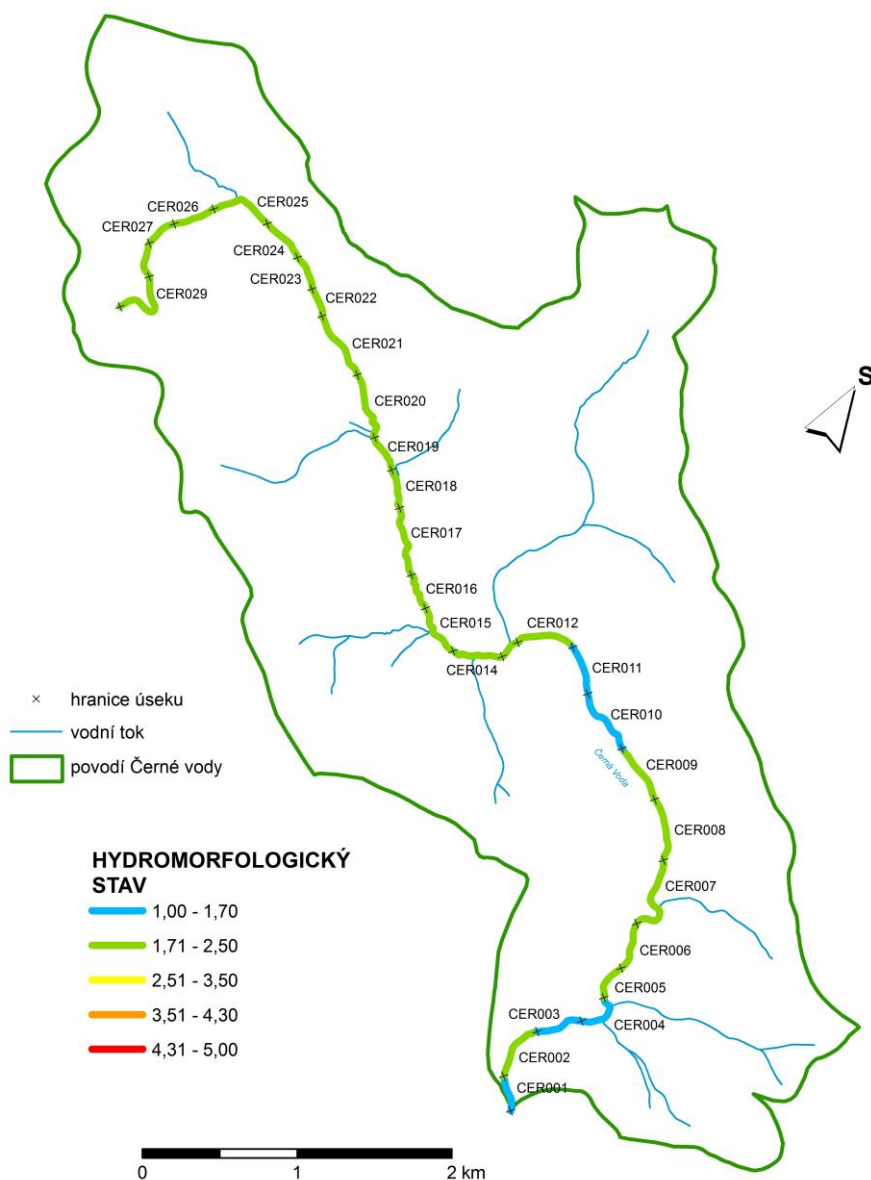 CER025
CER026
CER027
CER024
CER023
CER029
CER022
CER021
CER020
S
CER019
CER018
CER017
CER016
CER015
CER012
CER014
CER011
hranice úseku
CER010
vodní tok
Černá Voda
CER009
povodí Černé vody
CER008
HYDROMORFOLOGICKÝ
STAV
CER007
1,00 - 1,70
1,71 - 2,50
CER006
2,51 - 3,50
CER005
3,51 - 4,30
CER003
CER004
4,31 - 5,00
CER002
CER001
0 1 2 km